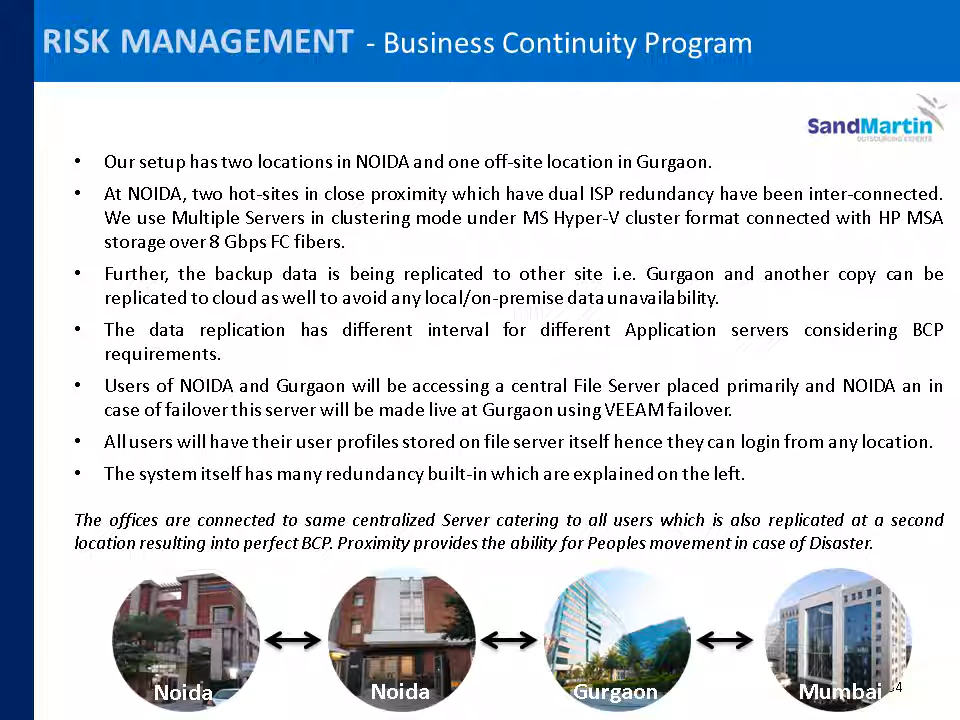 RISK MANAGEMENT - Business Continuity Program
SandMartin
OUTSOURCING EXPERTS
• Our setup has two locations in NOIDA and one off-site location in Gurgaon.
• At NOIDA, two hot-sites in close proximity which have dual ISP redundancy have been inter-connected.
We use Multiple Servers in clustering mode under MS Hyper-V cluster format connected with HP MSA
storage over 8 Gbps FC fibers.
• Further, the backup data is being replicated to other site i.e. Gurgaon and another copy can be
replicated to cloud as well to avoid any local/on-premise data unavailability.
• The data replication has different interval for different Application servers considering BCP
requirements.
• Users of NOIDA and Gurgaon will be accessing a central File Server placed primarily and NOIDA an in
case of failover this server will be made live at Gurgaon using VEEAM failover.
• All users will have their user profiles stored on file server itself hence they can login from any location.
• The system itself has many redundancy built-in which are explained on the left.
The offices are connected to same centralized Server catering to all users which is also replicated at a second
location resulting into perfect BCP. Proximity provides the ability for Peoples movement in case of Disaster.
Noida Noida Gurgaon Mumbai